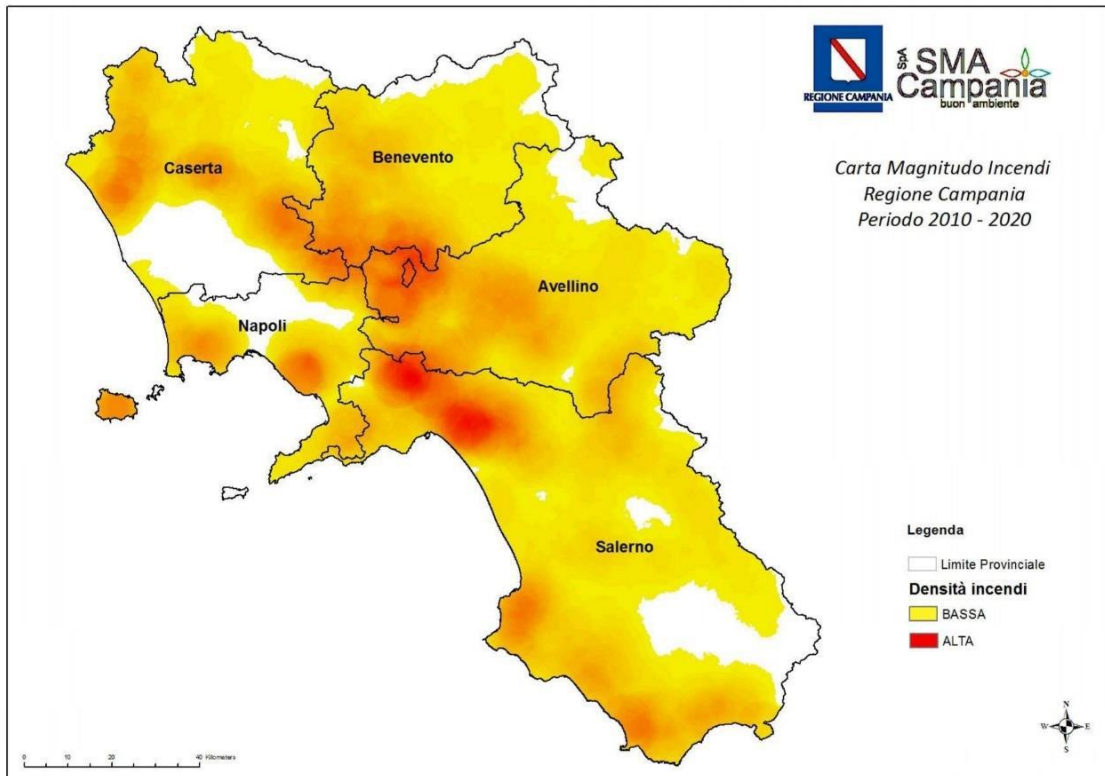 REGIONE CAMPANIA
SpA
SMA
Campania
buon ambiente
Carta Magnitudo Incendi
Regione Campania
Periodo 2010 - 2020
Caserta
Benevento
Avellino
Napoli
Salerno
Legenda
Limite Provinciale
Densità incendi
BASSA
ALTA
N
W E
S
0 10 20 40 Kilometers